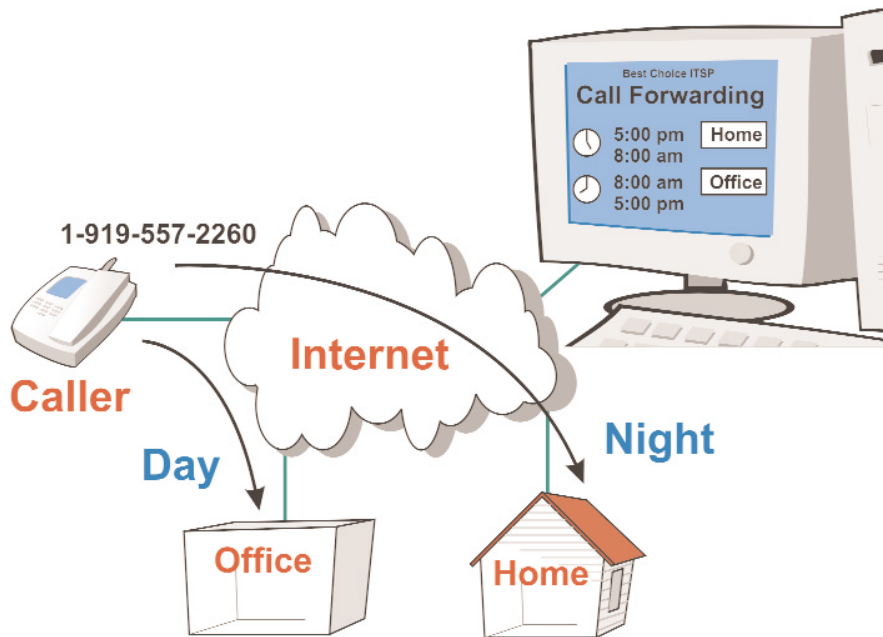 Best Choice ITSP
Call Forwarding
5:00 pm Home
8:00 am
8:00 am Office
5:00 pm
1-919-557-2260
Internet
Caller
Night
Day
Office
Home